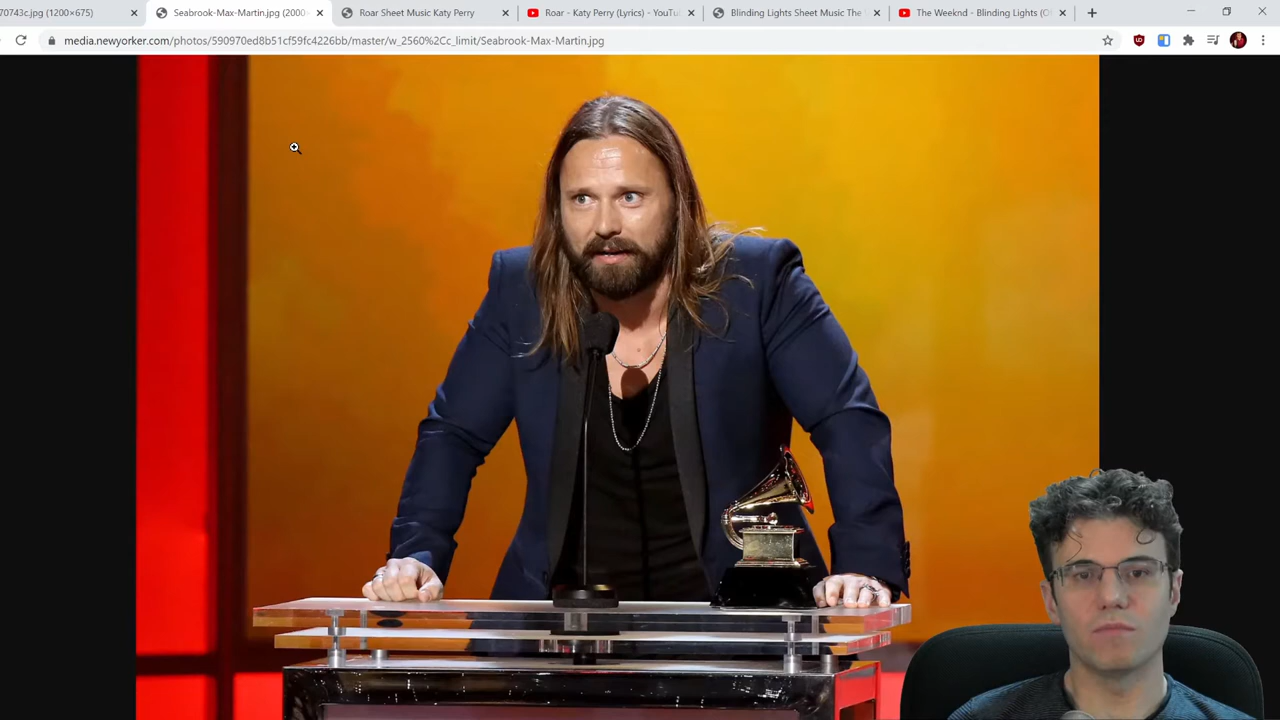 70743c.jpg (1200×675)
Seabrook-Max-Martin.jpg (2000×
Roar Sheet Music Katy Perry
Roar - Katy Perry (Lyrics) - YouTu
Blinding Lights Sheet Music The
The Weeknd - Blinding Lights (O
media.newyorker.com/photos/590970ed8b51cf59fc4226bb/master/w_2560%2Cc_limit/Seabrook-Max-Martin.jpg